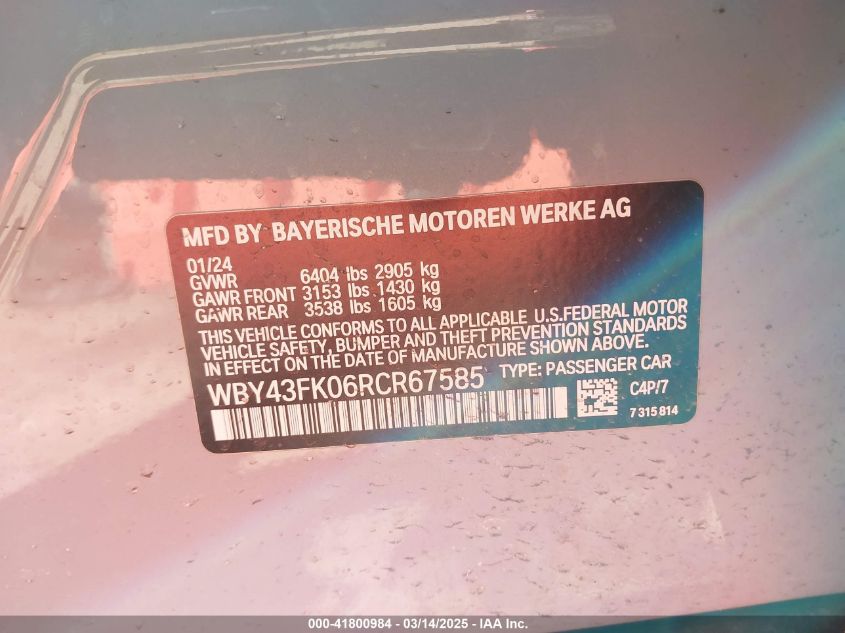 MFD BY BAYERISCHE MOTOREN WERKE AG
01/24
GVWR 6404 lbs 2905 kg
GAWR FRONT 3153 lbs 1430 kg
GAWR REAR 3538 lbs 1605 kg
THIS VEHICLE CONFORMS TO ALL APPLICABLE U.S.FEDERAL MOTOR
VEHICLE SAFETY, BUMPER AND THEFT PREVENTION STANDARDS
IN EFFECT ON THE DATE OF MANUFACTURE SHOWN ABOVE.
WBY43FK06RCR67585 TYPE: PASSENGER CAR
C4P/7
7 315 814
000-41800984 - 03/14/2025 - IAA Inc.